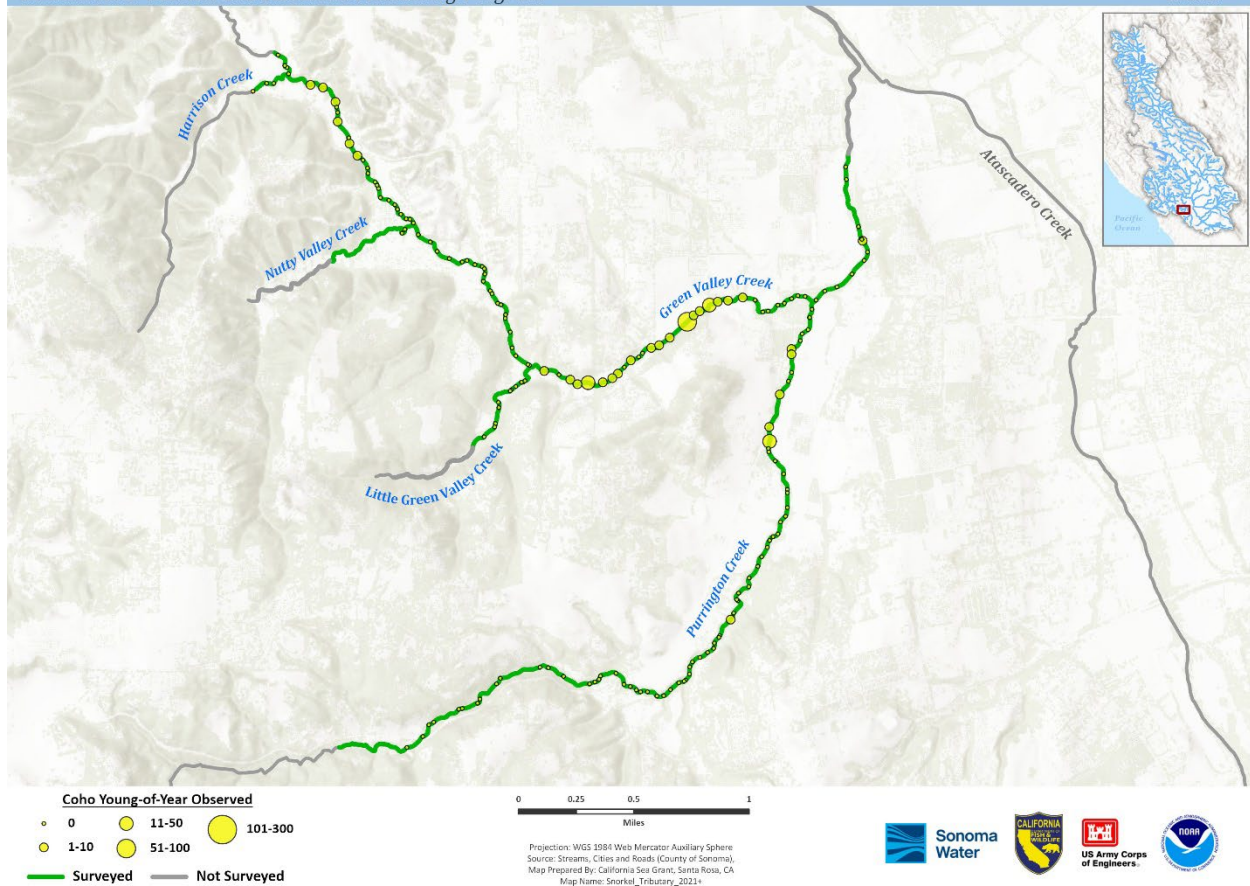 Harrison Creek
Nutty Valley Creek
Green Valley Creek
Atascadero Creek
Little Green Valley Creek
Purrington Creek
Pacific
Ocean
Coho Young-of-Year Observed
0
1-10
11-50
51-100
101-300
Surveyed
Not Surveyed
0 0.25 0.5 1
Miles
Projection: WGS 1984 Web Mercator Auxiliary Sphere
Source: Streams, Cities and Roads (County of Sonoma),
Map Prepared By: California Sea Grant, Santa Rosa, CA
Map Name: Snorkel_Tributary_2021+
Sonoma
Water
CALIFORNIA
FISH &
WILDLIFE
US Army Corps
of Engineers®
NOAA